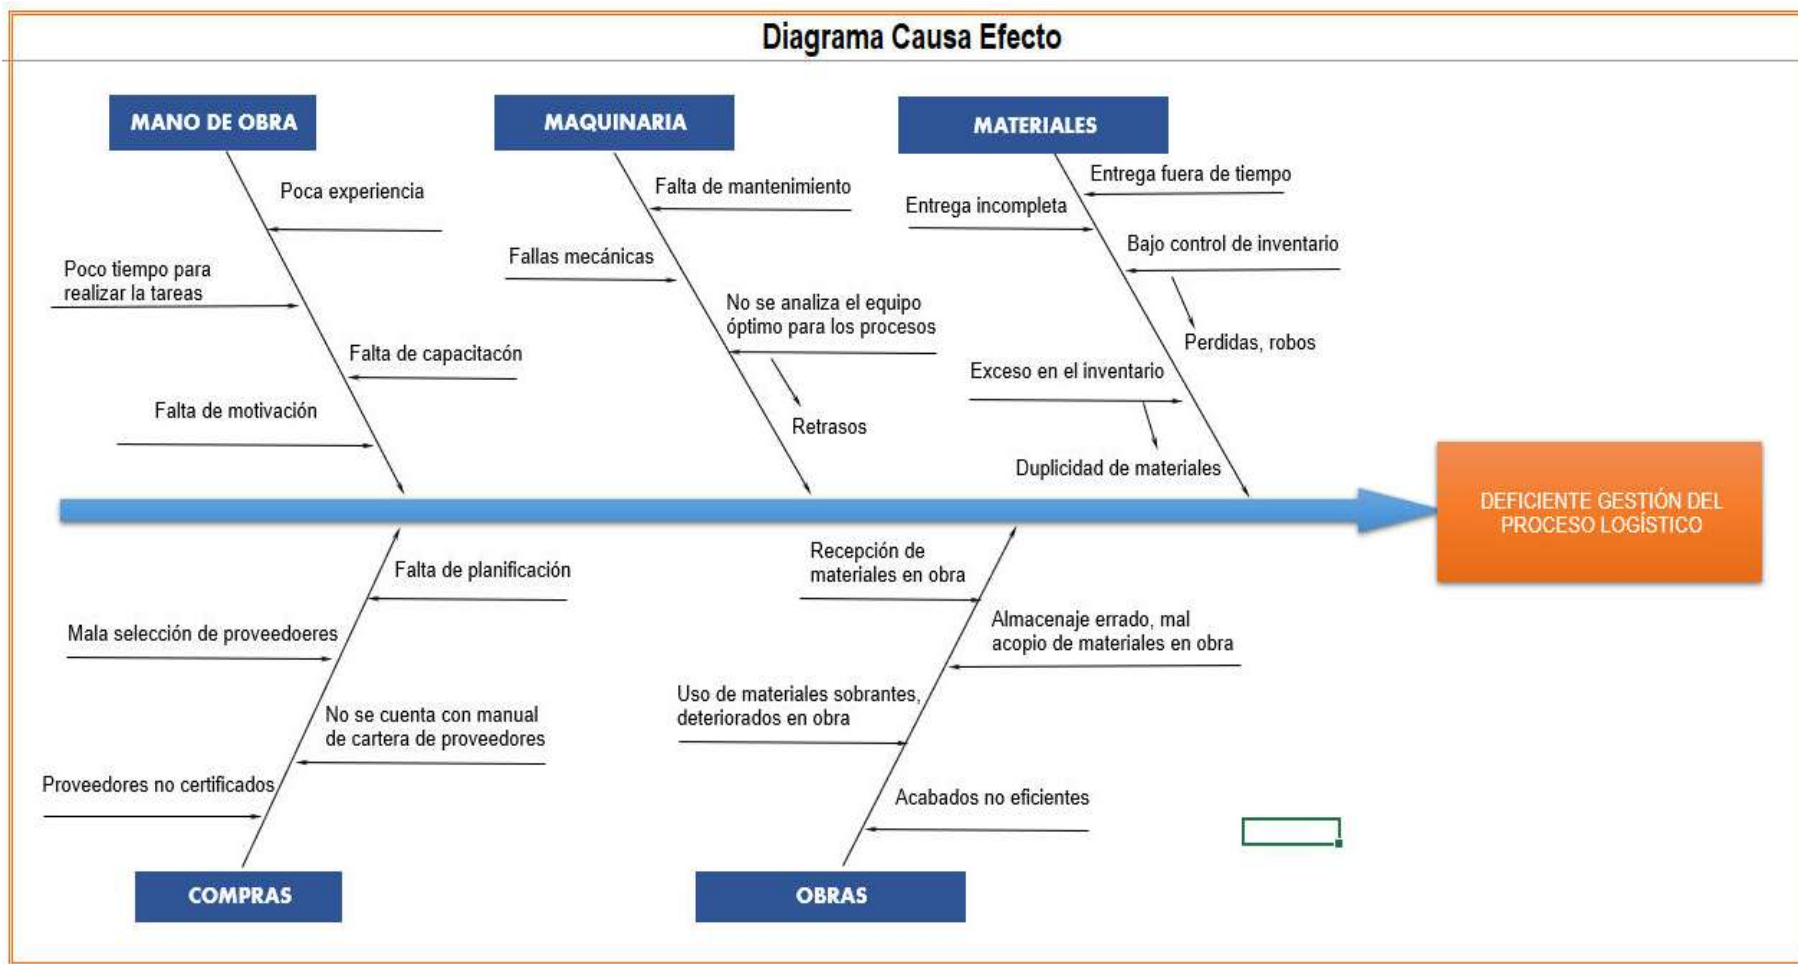 Diagrama Causa Efecto
MANO DE OBRA
MAQUINARIA
MATERIALES
Poca experiencia
Poco tiempo para
realizar la tareas
Falta de capacitacón
Falta de motivación
Falta de mantenimiento
Fallas mecánicas
No se analiza el equipo
óptimo para los procesos
Retrasos
Entrega fuera de tiempo
Entrega incompleta
Bajo control de inventario
Perdidas, robos
Exceso en el inventario
Duplicidad de materiales
DEFICIENTE GESTIÓN DEL
PROCESO LOGÍSTICO
Falta de planificación
Mala selección de proveedoeres
No se cuenta con manual
de cartera de proveedores
Proveedores no certificados
Recepción de
materiales en obra
Almacenaje errado, mal
acopio de materiales en obra
Uso de materiales sobrantes,
deteriorados en obra
Acabados no eficientes
COMPRAS
OBRAS